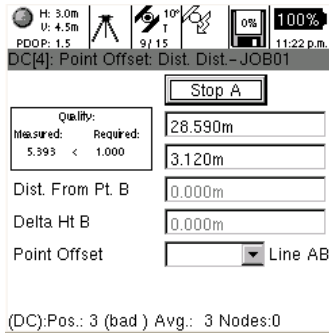 H: 3.0m
V: 4.5m
PDOP: 1.5
10°
T
9/15
0%
100%
11:22 p.m.
DC[4]: Point Offset: Dist. Dist.-JOB01
Stop A
Quality:
Measured: Required:
5.393 < 1.000
28.590m
3.120m
Dist. From Pt. B 0.000m
Delta Ht B 0.000m
Point Offset Line AB
(DC):Pos.: 3 (bad ) Avg.: 3 Nodes:0